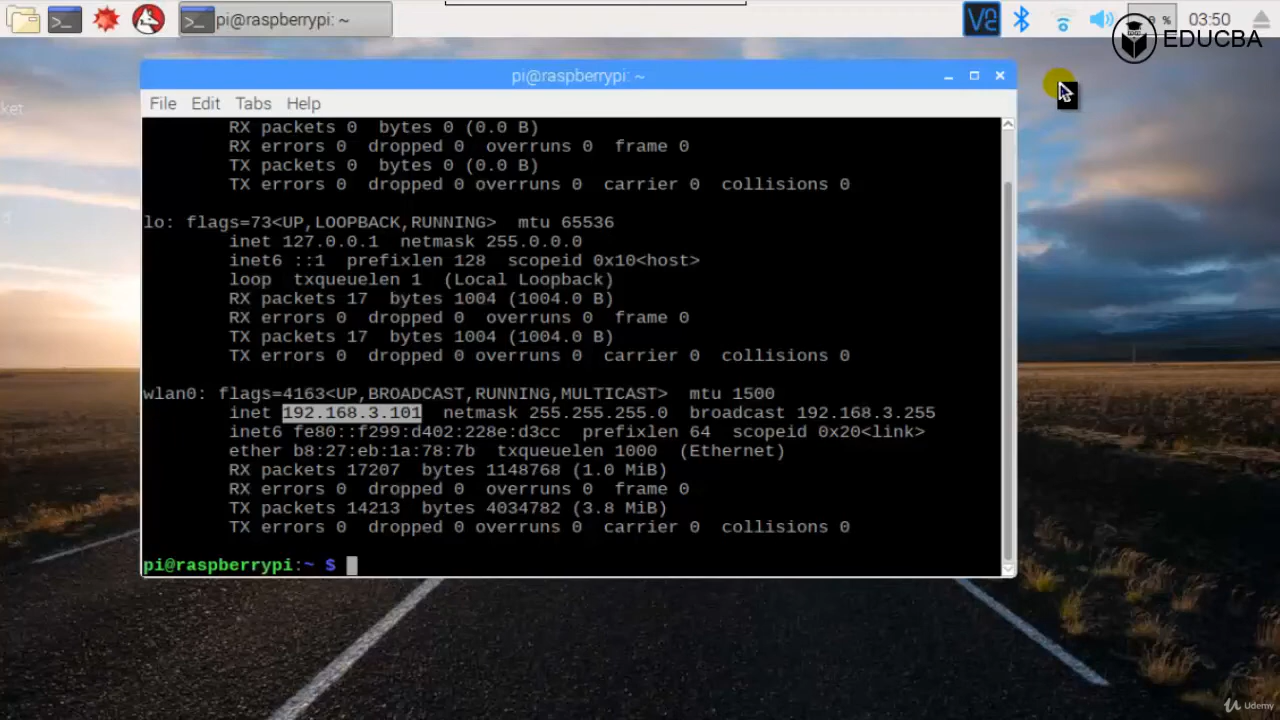 pi@raspberrypi: ~
VNC
%
03:50
EDUCBA
pi@raspberrypi: ~
File Edit Tabs Help
ket
RX packets 0 bytes 0 (0.0 B)
RX errors 0 dropped 0 overruns 0 frame 0
TX packets 0 bytes 0 (0.0 B)
TX errors 0 dropped 0 overruns 0 carrier 0 collisions 0
lo: flags=73<UP,LOOPBACK,RUNNING> mtu 65536
inet 127.0.0.1 netmask 255.0.0.0
inet6 ::1 prefixlen 128 scopeid 0x10<host>
loop txqueuelen 1 (Local Loopback)
RX packets 17 bytes 1004 (1004.0 B)
RX errors 0 dropped 0 overruns 0 frame 0
TX packets 17 bytes 1004 (1004.0 B)
TX errors 0 dropped 0 overruns 0 carrier 0 collisions 0
wlan0: flags=4163<UP,BROADCAST,RUNNING,MULTICAST> mtu 1500
inet 192.168.3.101 netmask 255.255.255.0 broadcast 192.168.3.255
inet6 fe80::f299:d402:228e:d3cc prefixlen 64 scopeid 0x20<link>
ether b8:27:eb:1a:78:7b txqueuelen 1000 (Ethernet)
RX packets 17207 bytes 1148768 (1.0 MiB)
RX errors 0 dropped 0 overruns 0 frame 0
TX packets 14213 bytes 4034782 (3.8 MiB)
TX errors 0 dropped 0 overruns 0 carrier 0 collisions 0
pi@raspberrypi:~ $
Udemy